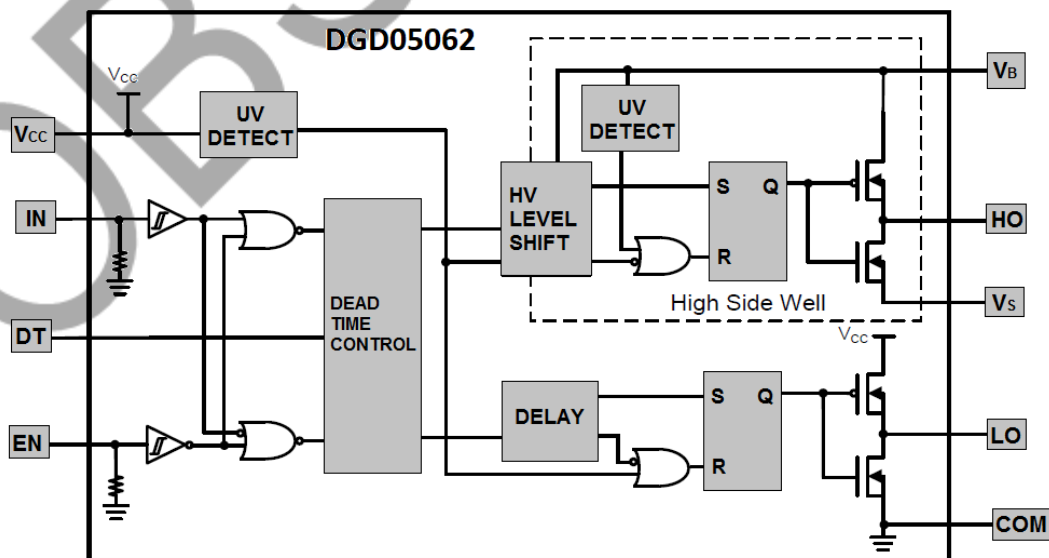 DGD05062
VB
VCC
UV
DETECT
UV
DETECT
VCC
IN
HV
LEVEL
SHIFT
S
Q
R
HO
High Side Well
VS
DT
DEAD
TIME
CONTROL
VCC
DELAY
S
Q
R
EN
LO
COM